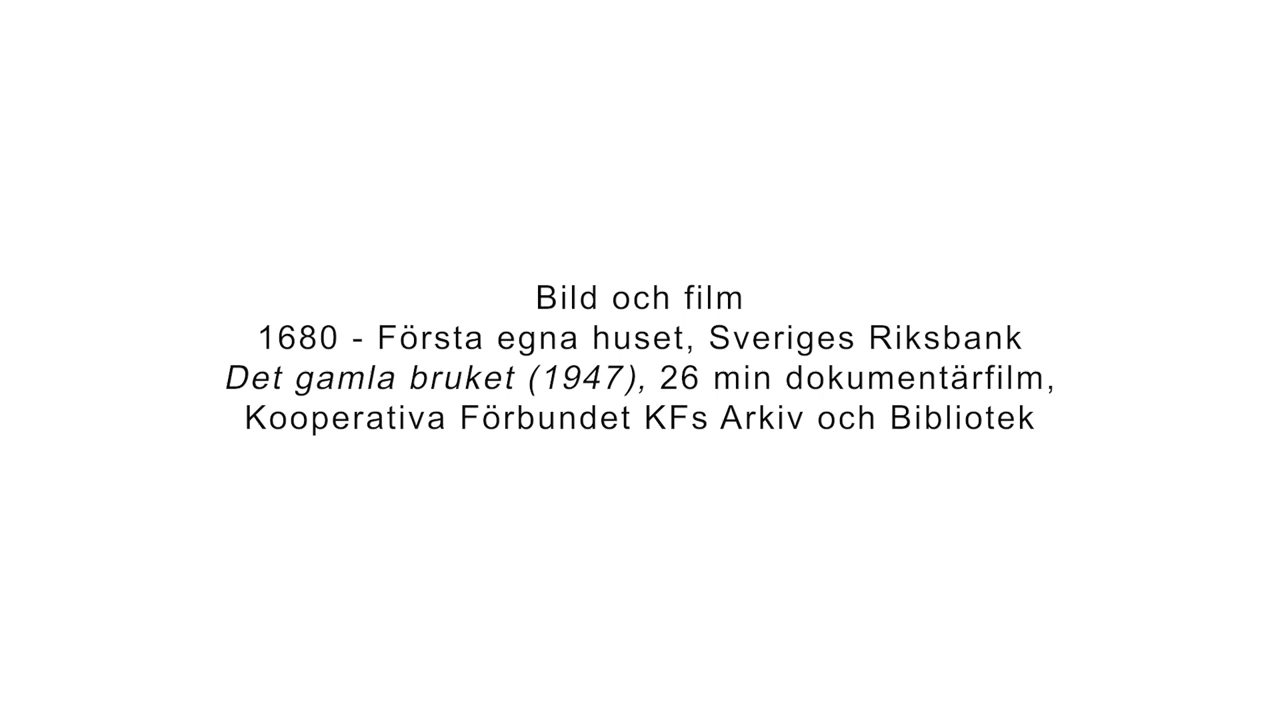 Bild och film
1680 - Första egna huset, Sveriges Riksbank
Det gamla bruket (1947), 26 min dokumentärfilm,
Kooperativa Förbundet KFs Arkiv och Bibliotek